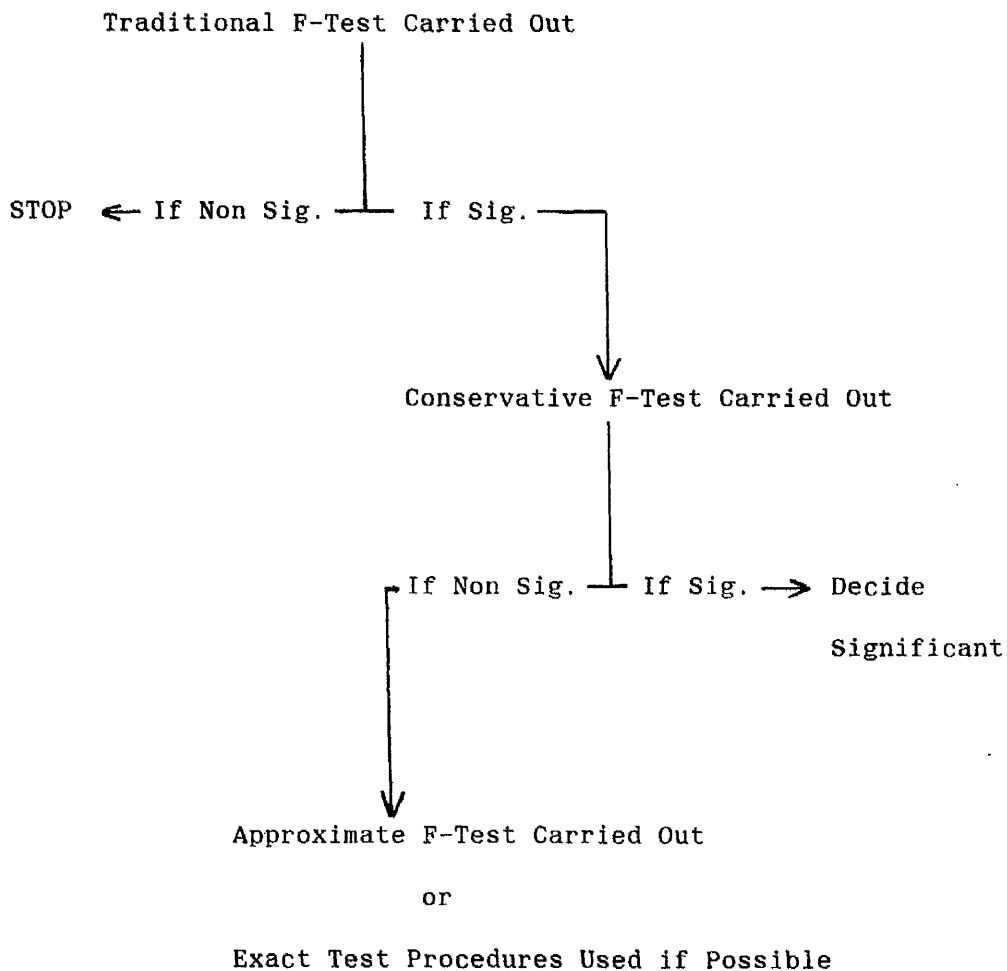 Traditional F-Test Carried Out
STOP If Non Sig. If Sig.
Conservative F-Test Carried Out
If Non Sig. If Sig. Decide
Significant
Approximate F-Test Carried Out
or
Exact Test Procedures Used if Possible